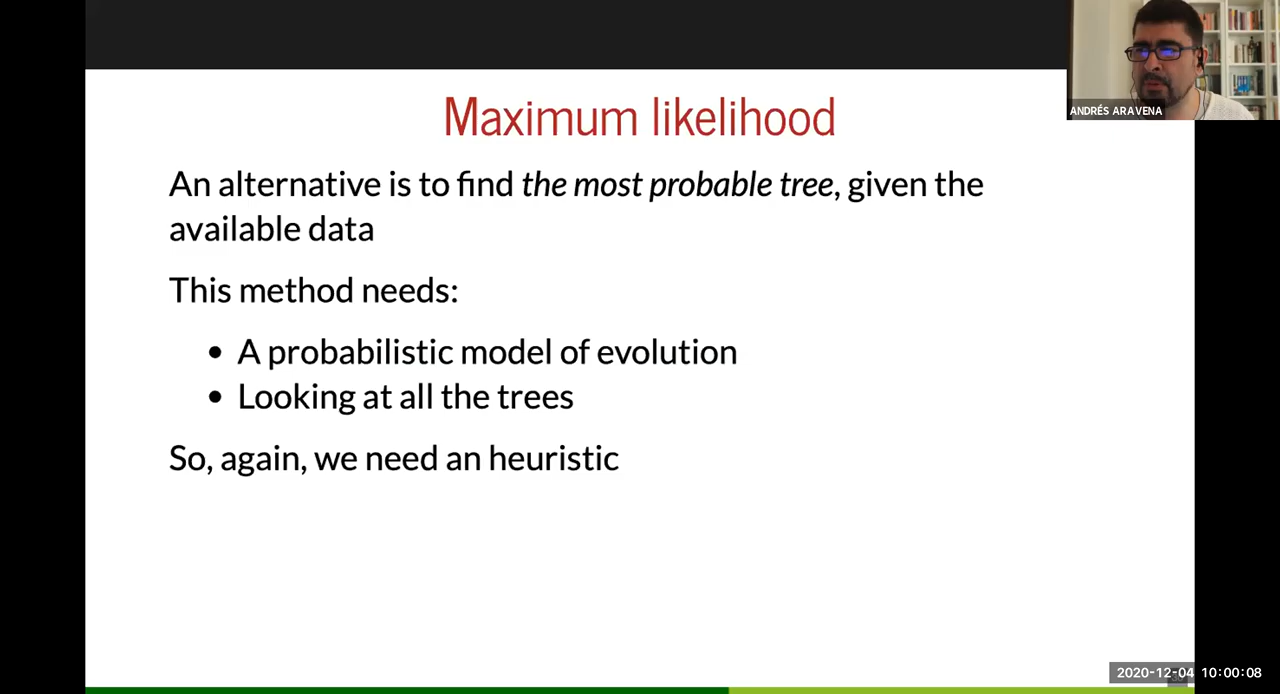 Maximum likelihood
ANDRÉS ARAVENA
An alternative is to find the most probable tree, given the
available data
This method needs:
• A probabilistic model of evolution
• Looking at all the trees
So, again, we need an heuristic
2020-12-04 10:00:08